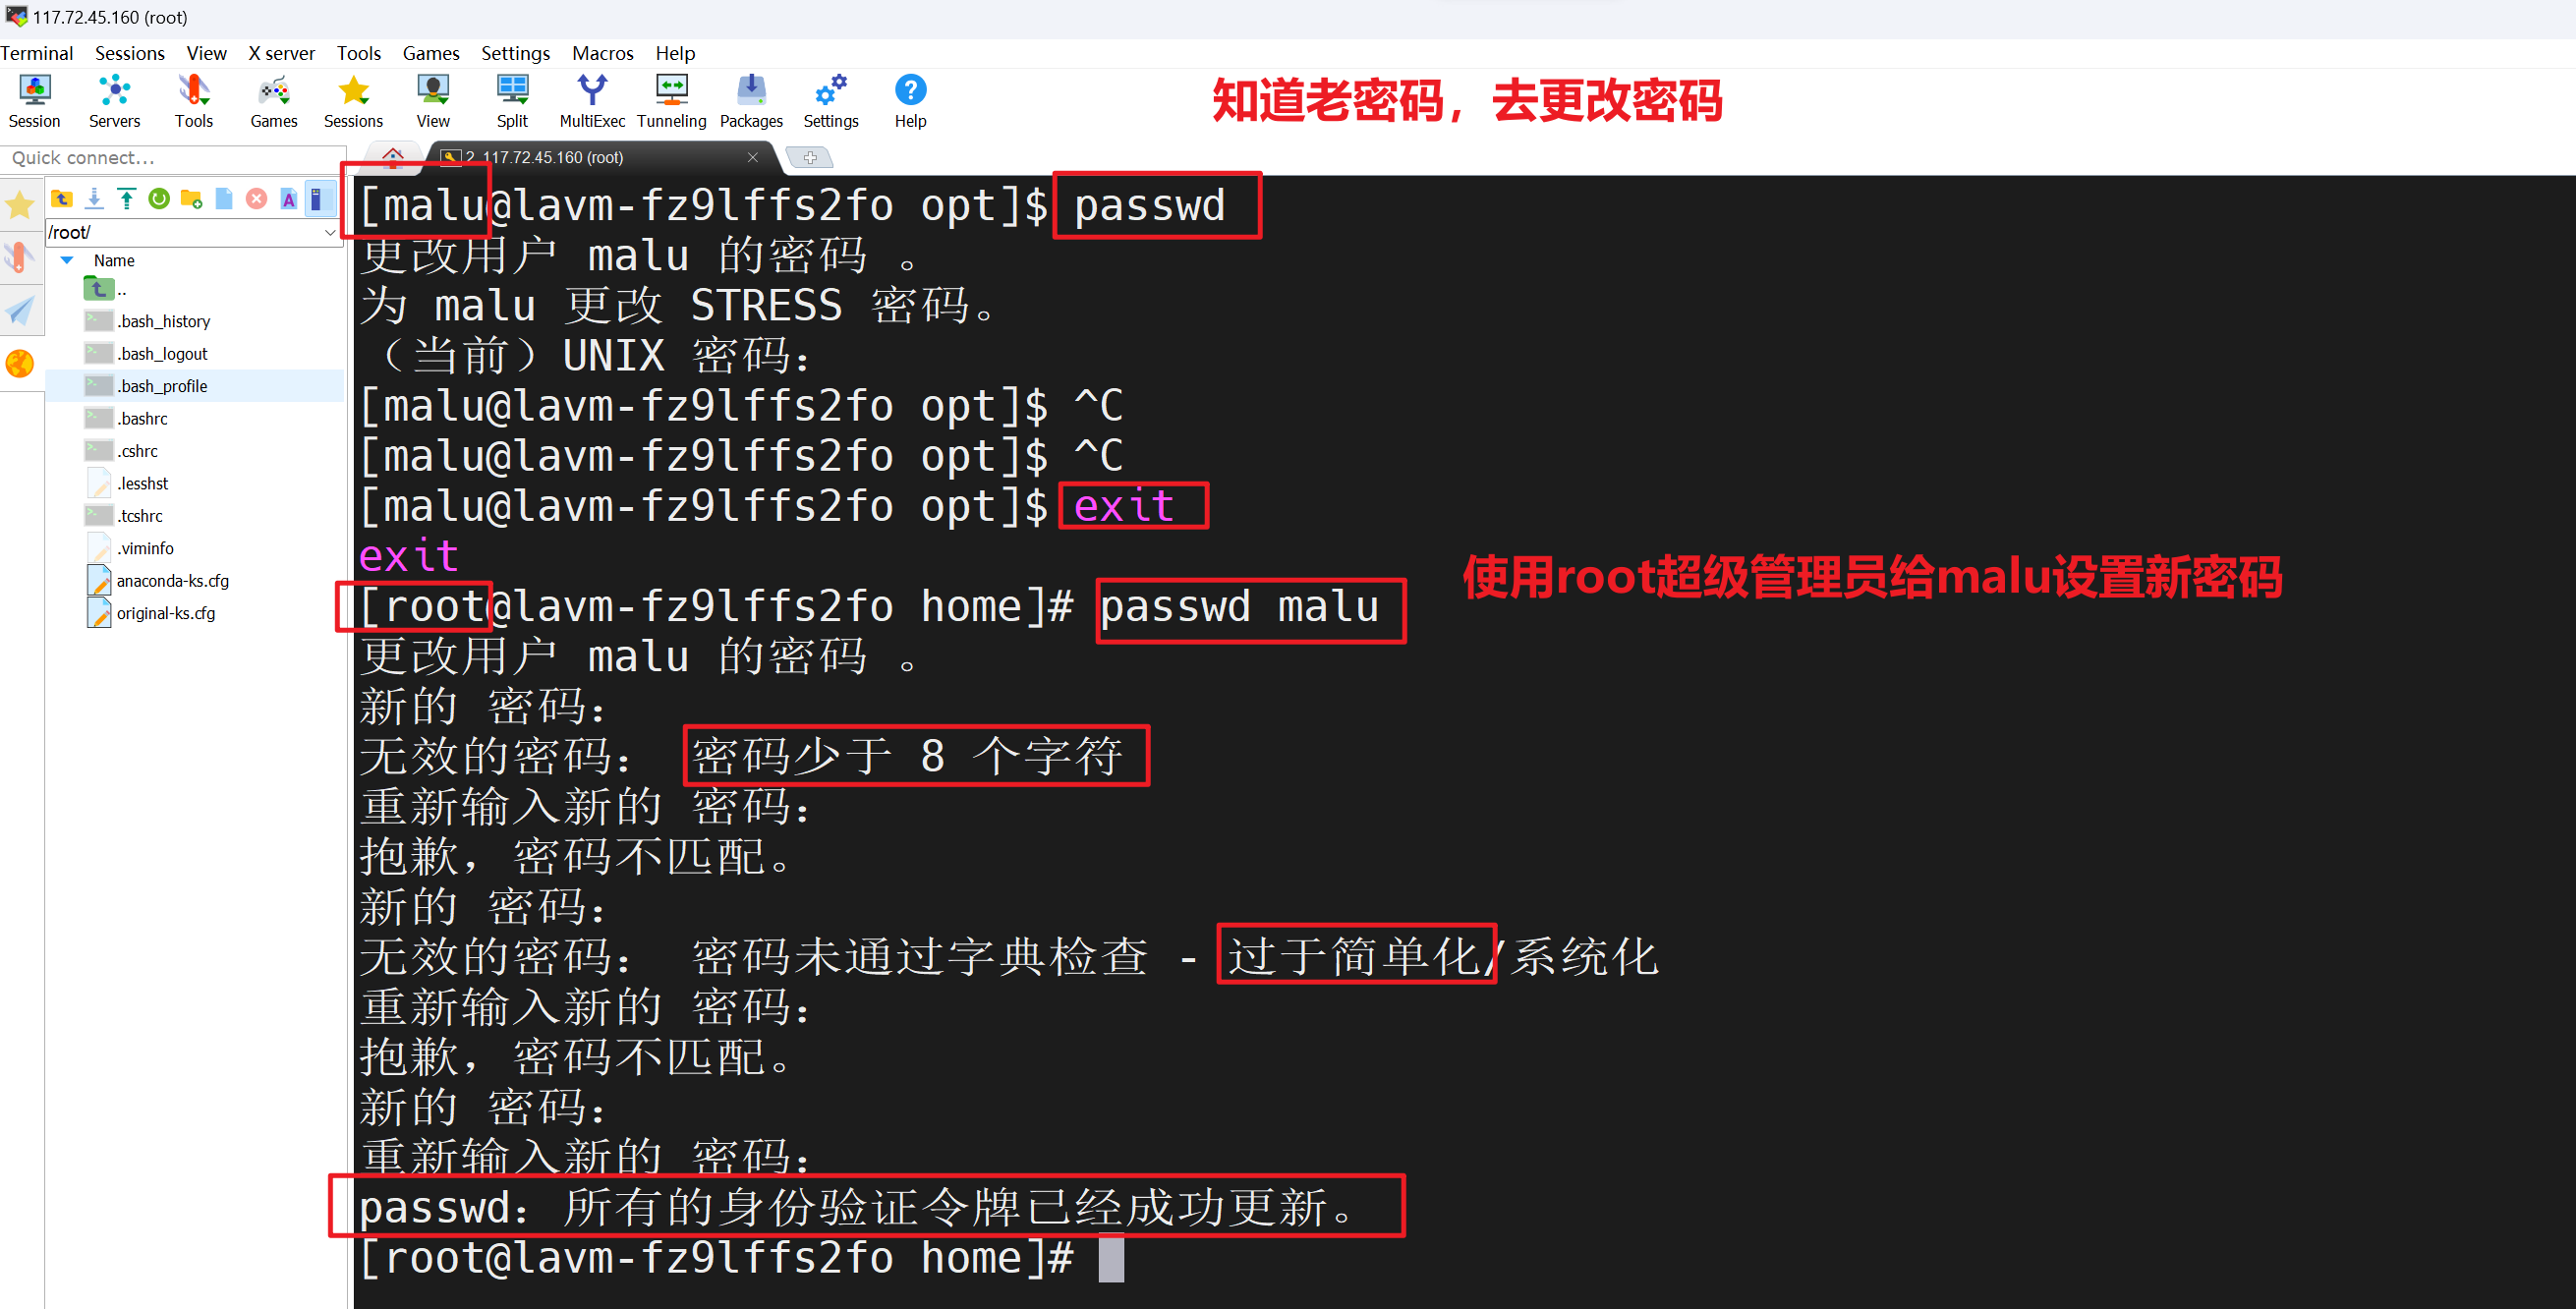 117.72.45.160 (root)
Terminal Sessions View X server Tools Games Settings Macros Help
Session Servers Tools Games Sessions View Split MultiExec Tunneling Packages Settings Help
知道老密码，去更改密码
Quick connect...
2. 117.72.45.160 (root)
/root/
Name
..
.bash_history
.bash_logout
.bash_profile
.bashrc
.cshrc
.lesshst
.tcshrc
.viminfo
anaconda-ks.cfg
original-ks.cfg
[malu@lavm-fz9lffs2fo opt]$ passwd
更改用户 malu 的密码 。
为 malu 更改 STRESS 密码。
（当前）UNIX 密码：
[malu@lavm-fz9lffs2fo opt]$ ^C
[malu@lavm-fz9lffs2fo opt]$ ^C
[malu@lavm-fz9lffs2fo opt]$ exit
exit
使用root超级管理员给malu设置新密码
[root@lavm-fz9lffs2fo home]# passwd malu
更改用户 malu 的密码 。
新的 密码：
无效的密码： 密码少于 8 个字符
重新输入新的 密码：
抱歉，密码不匹配。
新的 密码：
无效的密码： 密码未通过字典检查 - 过于简单化/系统化
重新输入新的 密码：
抱歉，密码不匹配。
新的 密码：
重新输入新的 密码：
passwd：所有的身份验证令牌已经成功更新。
[root@lavm-fz9lffs2fo home]#